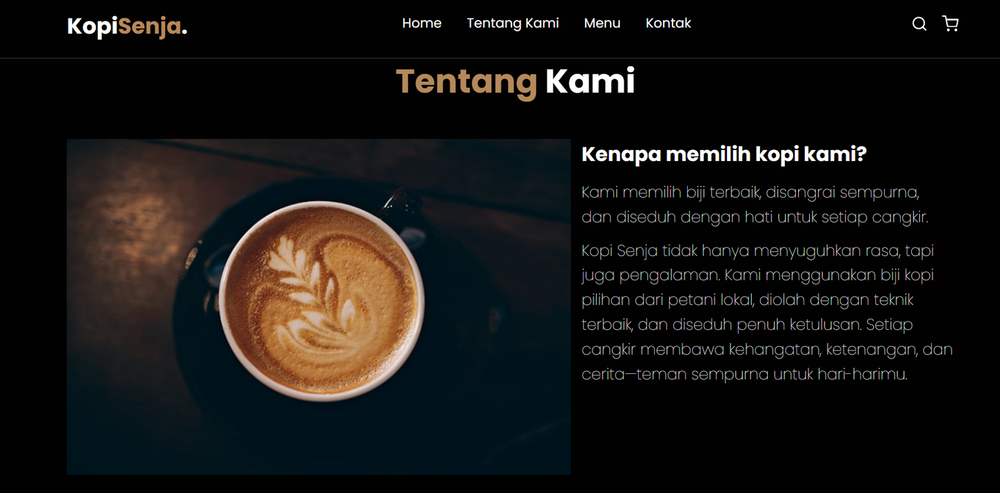 KopiSenja.
Home
Tentang Kami
Menu
Kontak
Tentang Kami
Kenapa memilih kopi kami?
Kami memilih biji terbaik, disangrai sempurna,
dan diseduh dengan hati untuk setiap cangkir.
Kopi Senja tidak hanya menyuguhkan rasa, tapi
juga pengalaman. Kami menggunakan biji kopi
pilihan dari petani lokal, diolah dengan teknik
terbaik, dan diseduh penuh ketulusan. Setiap
cangkir membawa kehangatan, ketenangan, dan
cerita—teman sempurna untuk hari-harimu.